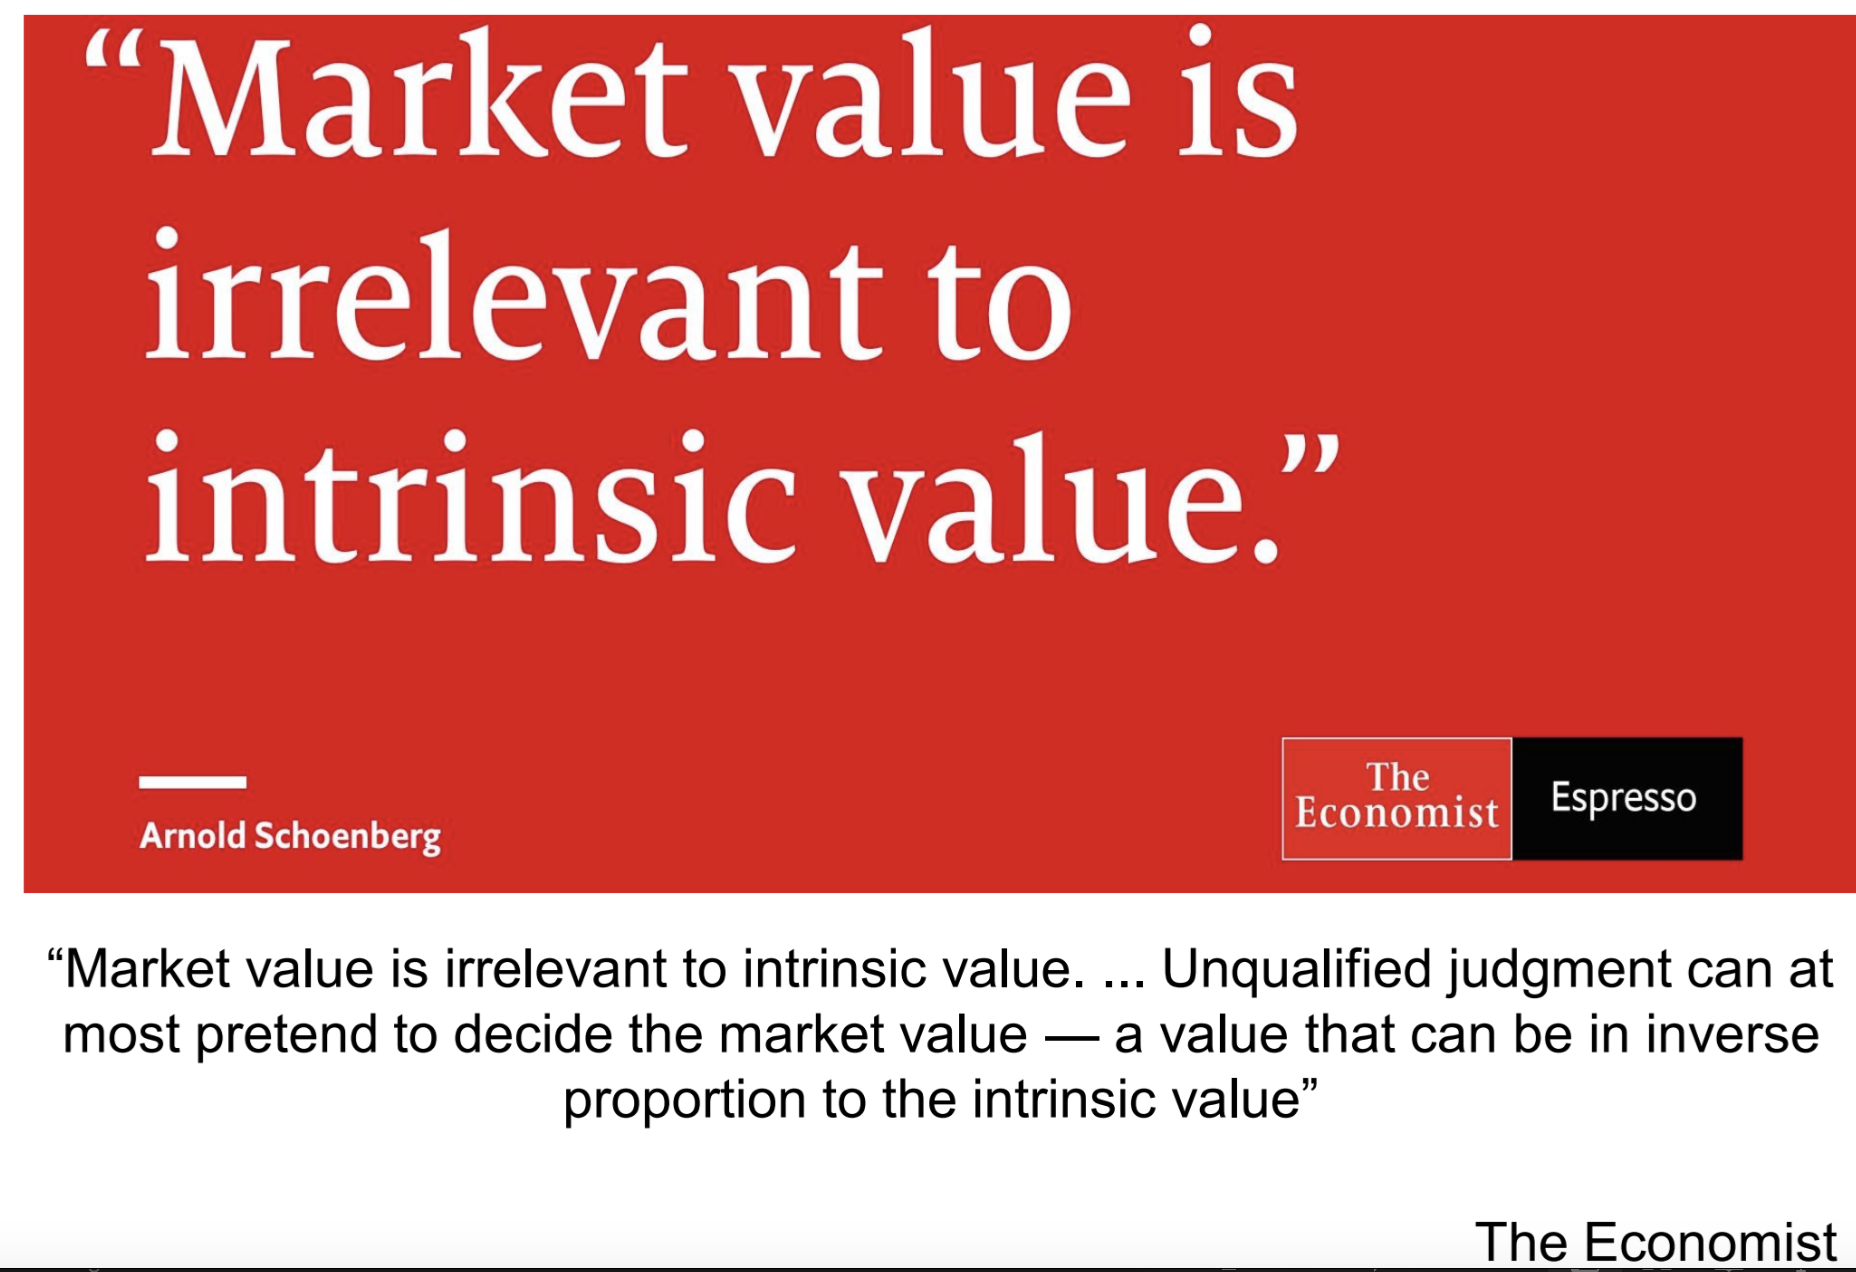 “Market value is
irrelevant to
intrinsic value.”
Arnold Schoenberg
The
Economist
Espresso
“Market value is irrelevant to intrinsic value. ... Unqualified judgment can at
most pretend to decide the market value — a value that can be in inverse
proportion to the intrinsic value”
The Economist